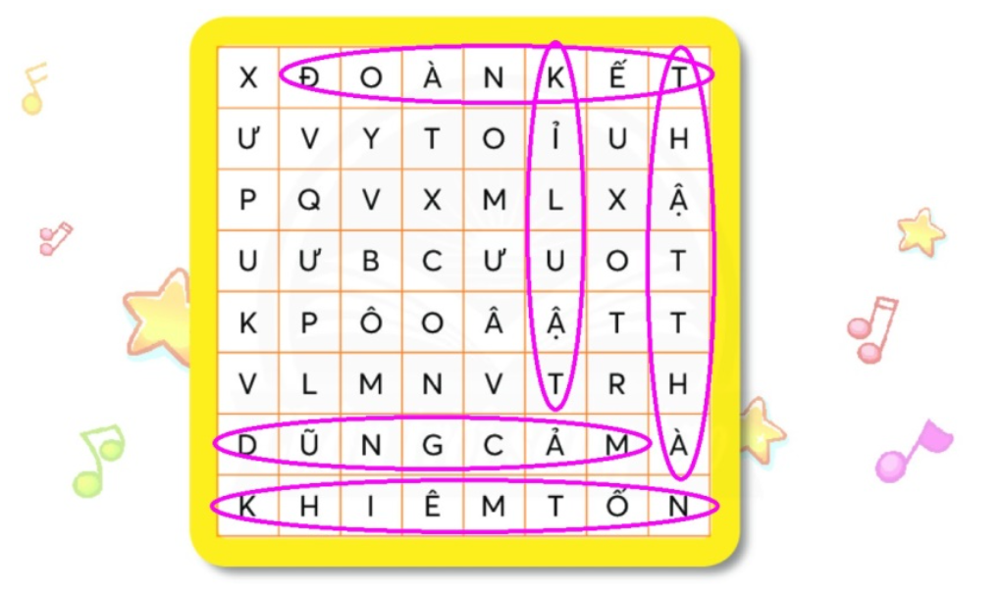 X Đ O À N K Ế T
Ư V Y T O Ỉ U H
P Q V X M L X Ậ
U Ư B C Ư U O T
K P Ô O Â Ậ T T
V L M N V T R H
D Ũ N G C Ả M À
K H I Ê M T Ố N